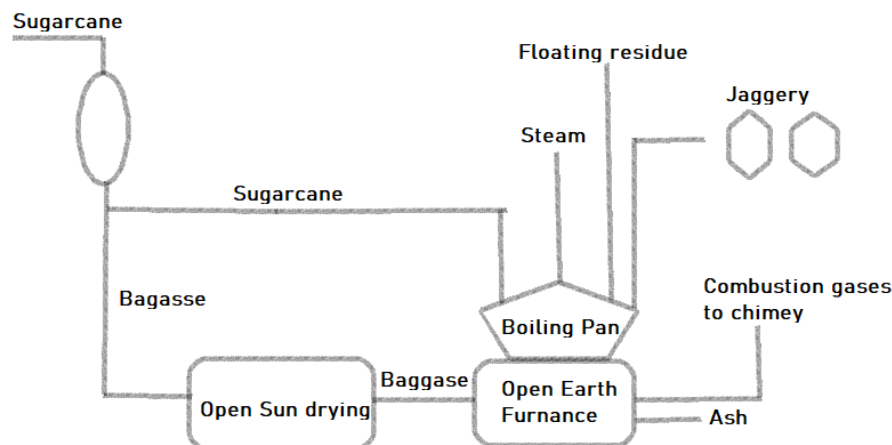 Sugarcane
Floating residue
Jaggery
Steam
Sugarcane
Bagasse
Combustion gases
to chimey
Boiling Pan
Baggase
Open Earth
Furnance
Open Sun drying
Ash